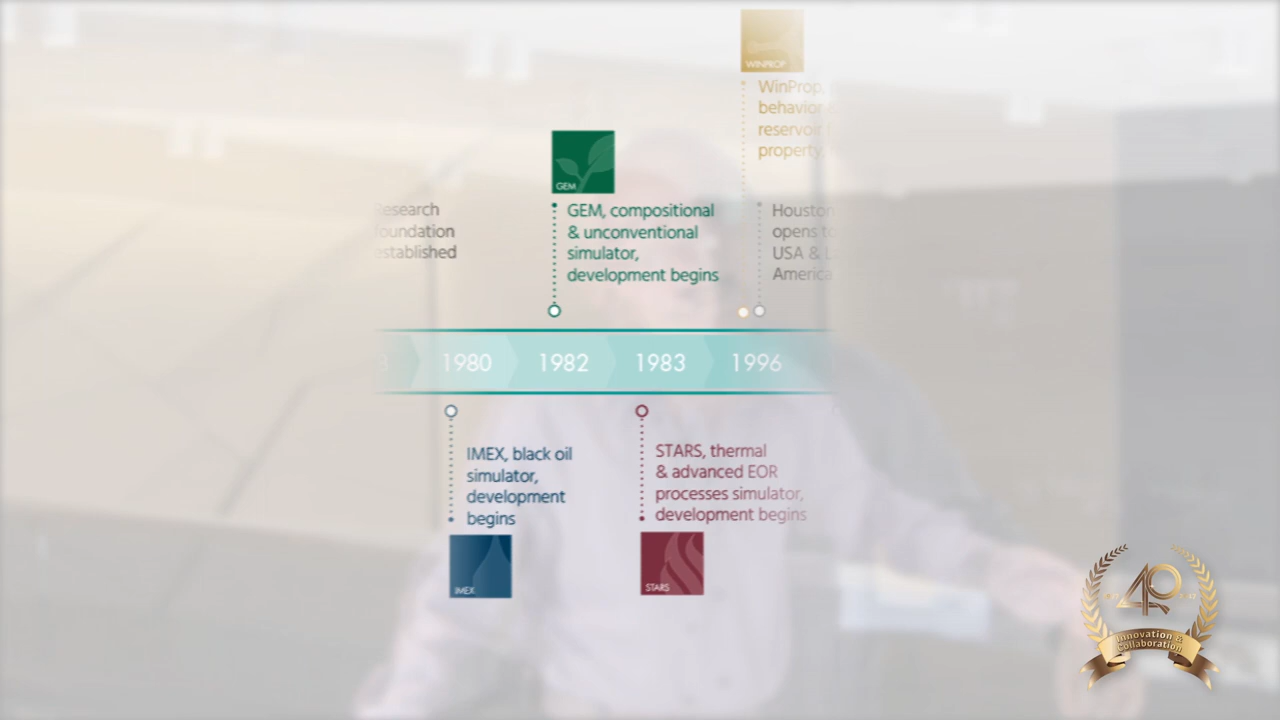 WINPROP
WinProp,
behavior
reservoir
property,
GEM
Research
foundation
established
GEM, compositional
& unconventional
simulator,
development begins
Houston
opens to
USA &
America
1980
1982
1983
1996
IMEX, black oil
simulator,
development
begins
IMEX
STARS, thermal
& advanced EOR
processes simulator,
development begins
STARS
40
Innovation &
Collaboration